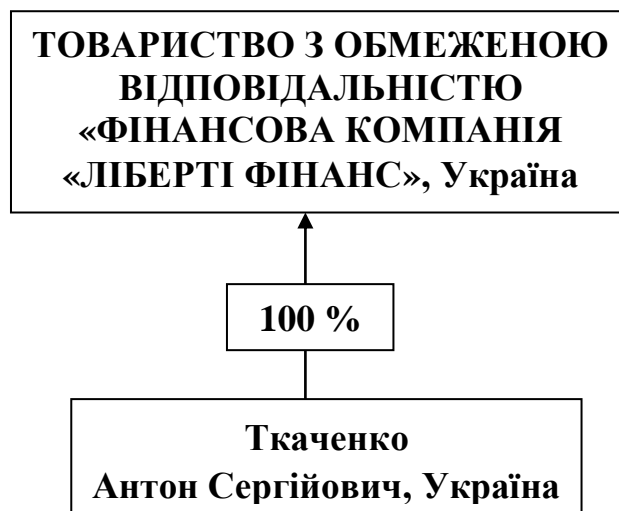 ТОВАРИСТВО З ОБМЕЖЕНОЮ
ВІДПОВІДАЛЬНІСТЮ
«ФІНАНСОВА КОМПАНІЯ
«ЛІБЕРТІ ФІНАНС», Україна
100 %
Ткаченко
Антон Сергійович, Україна